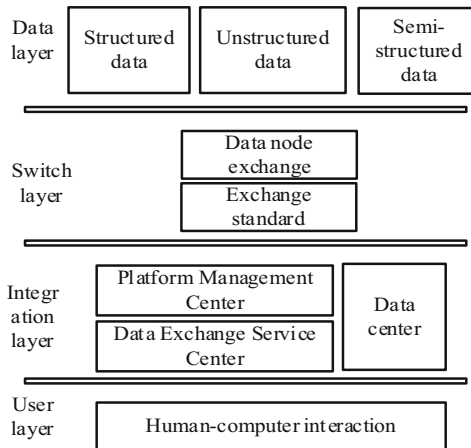 Data
layer
Structured
data
Unstructured
data
Semi-
structured
data
Switch
layer
Data node
exchange
Exchange
standard
Integr
ation
layer
Platform Management
Center
Data Exchange Service
Center
Data
center
User
layer
Human-computer interaction